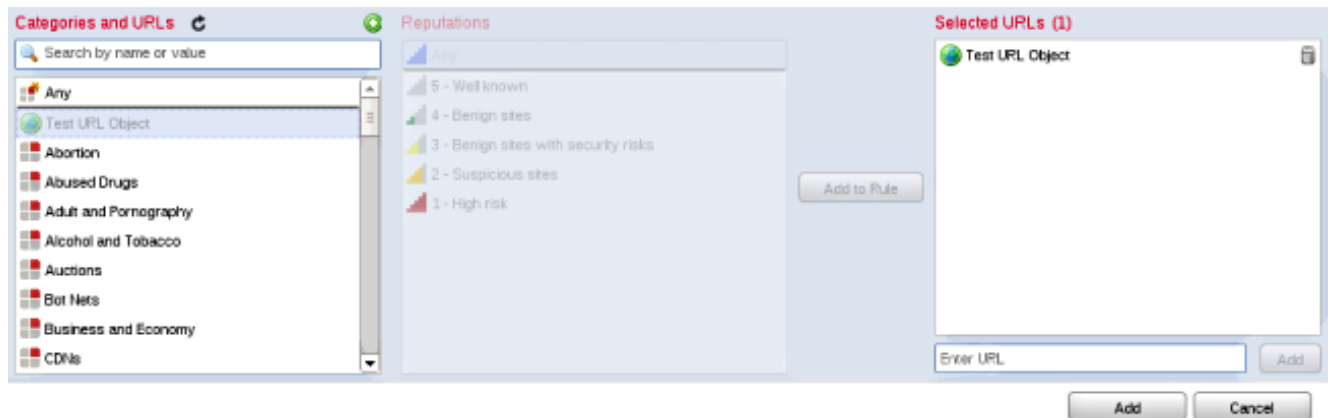 Categories and URLs
Search by name or value
Any
Test URL Object
Abortion
Abused Drugs
Adult and Pornography
Alcohol and Tobacco
Auctions
Bot Nets
Business and Economy
CDNs
Reputations
Any
5 - Well known
4 - Benign sites
3 - Benign sites with security risks
2 - Suspicious sites
1 - High risk
Add to Rule
Selected URLs (1)
Test URL Object
Enter URL
Add
Add
Cancel